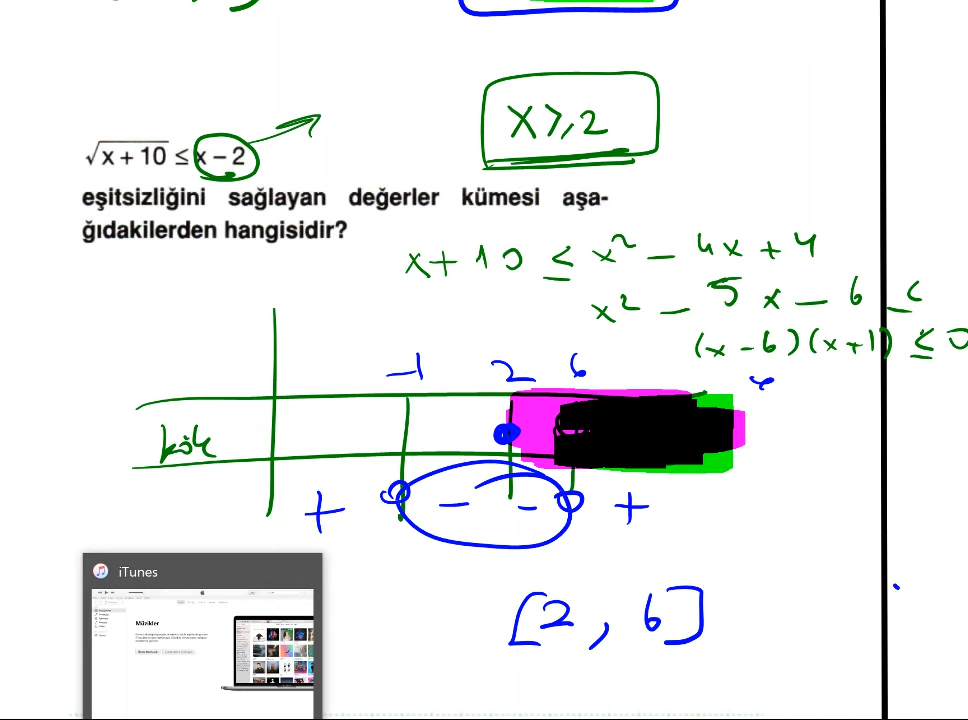 x ≥ 2
√x + 10 ≤ x − 2
eşitsizliğini sağlayan değerler kümesi aşa-
ğıdakilerden hangisidir?
x + 10 ≤ x² − 4x + 4
x² − 5x − 6 ≤
(x − 6)(x + 1) ≤ 0
−1 2 6
kök
+ − − +
iTunes
Müzikler
[2, 6]